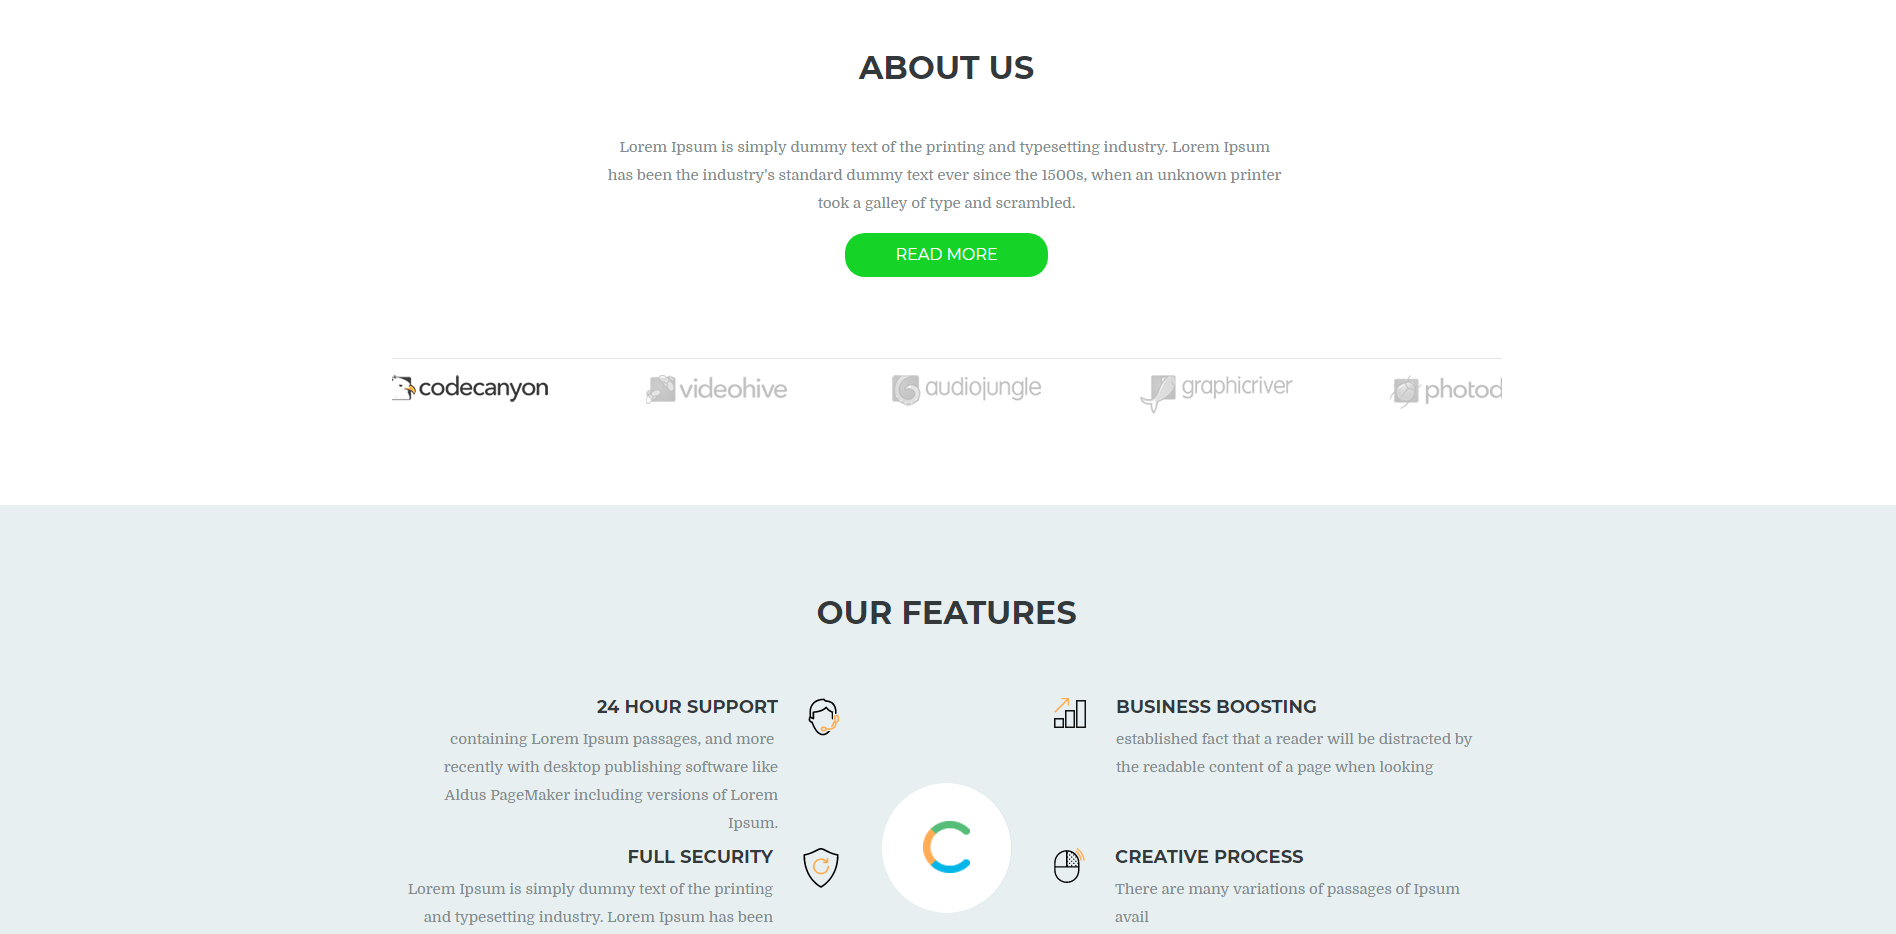 ABOUT US
Lorem Ipsum is simply dummy text of the printing and typesetting industry. Lorem Ipsum
has been the industry's standard dummy text ever since the 1500s, when an unknown printer
took a galley of type and scrambled.
READ MORE
codecanyon
videohive
audiojungle
graphicriver
photod
OUR FEATURES
24 HOUR SUPPORT
containing Lorem Ipsum passages, and more
recently with desktop publishing software like
Aldus PageMaker including versions of Lorem
Ipsum.
BUSINESS BOOSTING
established fact that a reader will be distracted by
the readable content of a page when looking
FULL SECURITY
Lorem Ipsum is simply dummy text of the printing
and typesetting industry. Lorem Ipsum has been
CREATIVE PROCESS
There are many variations of passages of Ipsum
avail